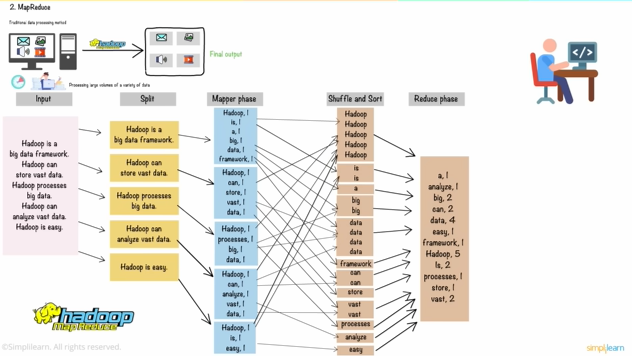 2. MapReduce
Traditional data processing method
hadoop
Final output
Processing large volumes of a variety of data
Input
Split
Mapper phase
Shuffle and Sort
Reduce phase
Hadoop is a
big data framework.
Hadoop can
store vast data.
Hadoop processes
big data.
Hadoop can
analyze vast data.
Hadoop is easy.
Hadoop is a
big data framework.
Hadoop can
store vast data.
Hadoop processes
big data.
Hadoop can
analyze vast data.
Hadoop is easy.
Hadoop, 1
is, 1
a, 1
big, 1
data, 1
framework, 1
Hadoop, 1
can, 1
store, 1
vast, 1
data, 1
Hadoop, 1
processes, 1
big, 1
data, 1
Hadoop, 1
can, 1
analyze, 1
vast, 1
data, 1
Hadoop, 1
is, 1
easy, 1
Hadoop
Hadoop
Hadoop
Hadoop
Hadoop
is
is
a
big
big
data
data
data
data
framework
can
can
store
vast
vast
processes
analyze
easy
a, 1
analyze, 1
big, 2
can, 2
data, 4
easy, 1
framework, 1
Hadoop, 5
Is, 2
processes, 1
store, 1
vast, 2
</>
hadoop
Map Reduce
©Simplilearn. All rights reserved.
simplilearn